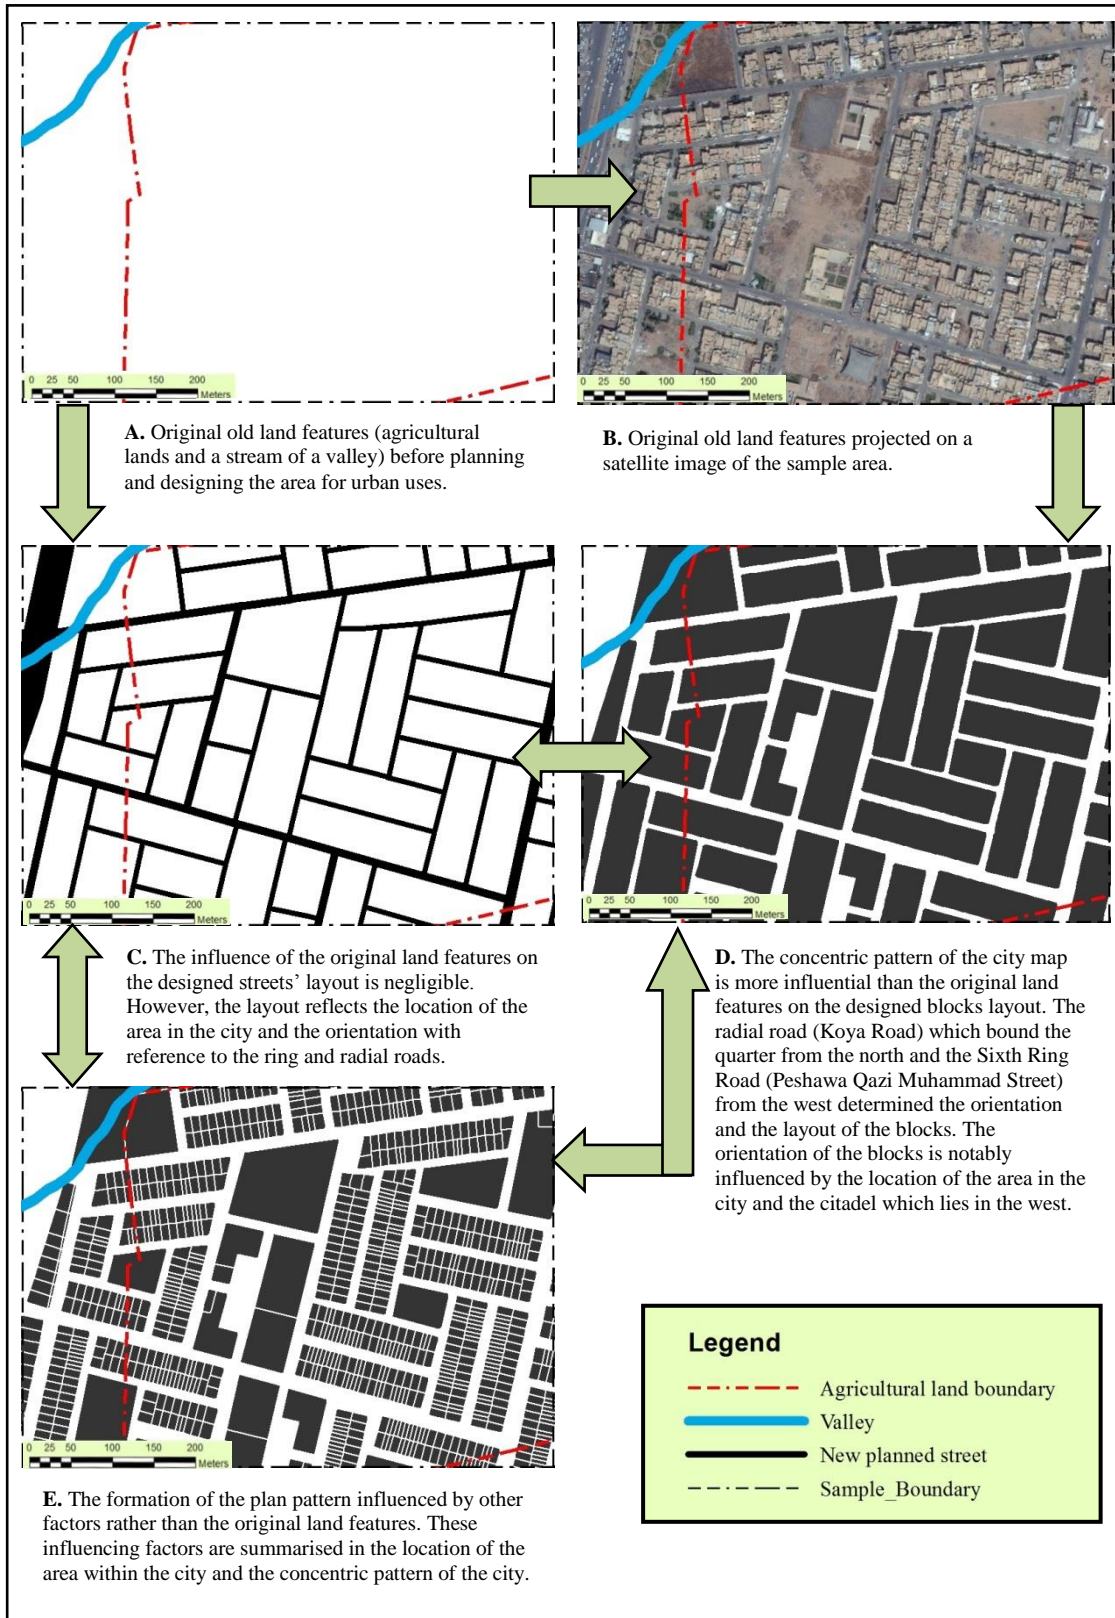 0 25 50 100 150 200
Meters
0 25 50 100 150 200
Meters
A. Original old land features (agricultural
lands and a stream of a valley) before planning
and designing the area for urban uses.
B. Original old land features projected on a
satellite image of the sample area.
0 25 50 100 150 200
Meters
0 25 50 100 150 200
Meters
C. The influence of the original land features on
the designed streets’ layout is negligible.
However, the layout reflects the location of the
area in the city and the orientation with
reference to the ring and radial roads.
D. The concentric pattern of the city map
is more influential than the original land
features on the designed blocks layout. The
radial road (Koya Road) which bound the
quarter from the north and the Sixth Ring
Road (Peshawa Qazi Muhammad Street)
from the west determined the orientation
and the layout of the blocks. The
orientation of the blocks is notably
influenced by the location of the area in the
city and the citadel which lies in the west.
0 25 50 100 150 200
Meters
E. The formation of the plan pattern influenced by other
factors rather than the original land features. These
influencing factors are summarised in the location of the
area within the city and the concentric pattern of the city.
Legend
Agricultural land boundary
Valley
New planned street
Sample_Boundary